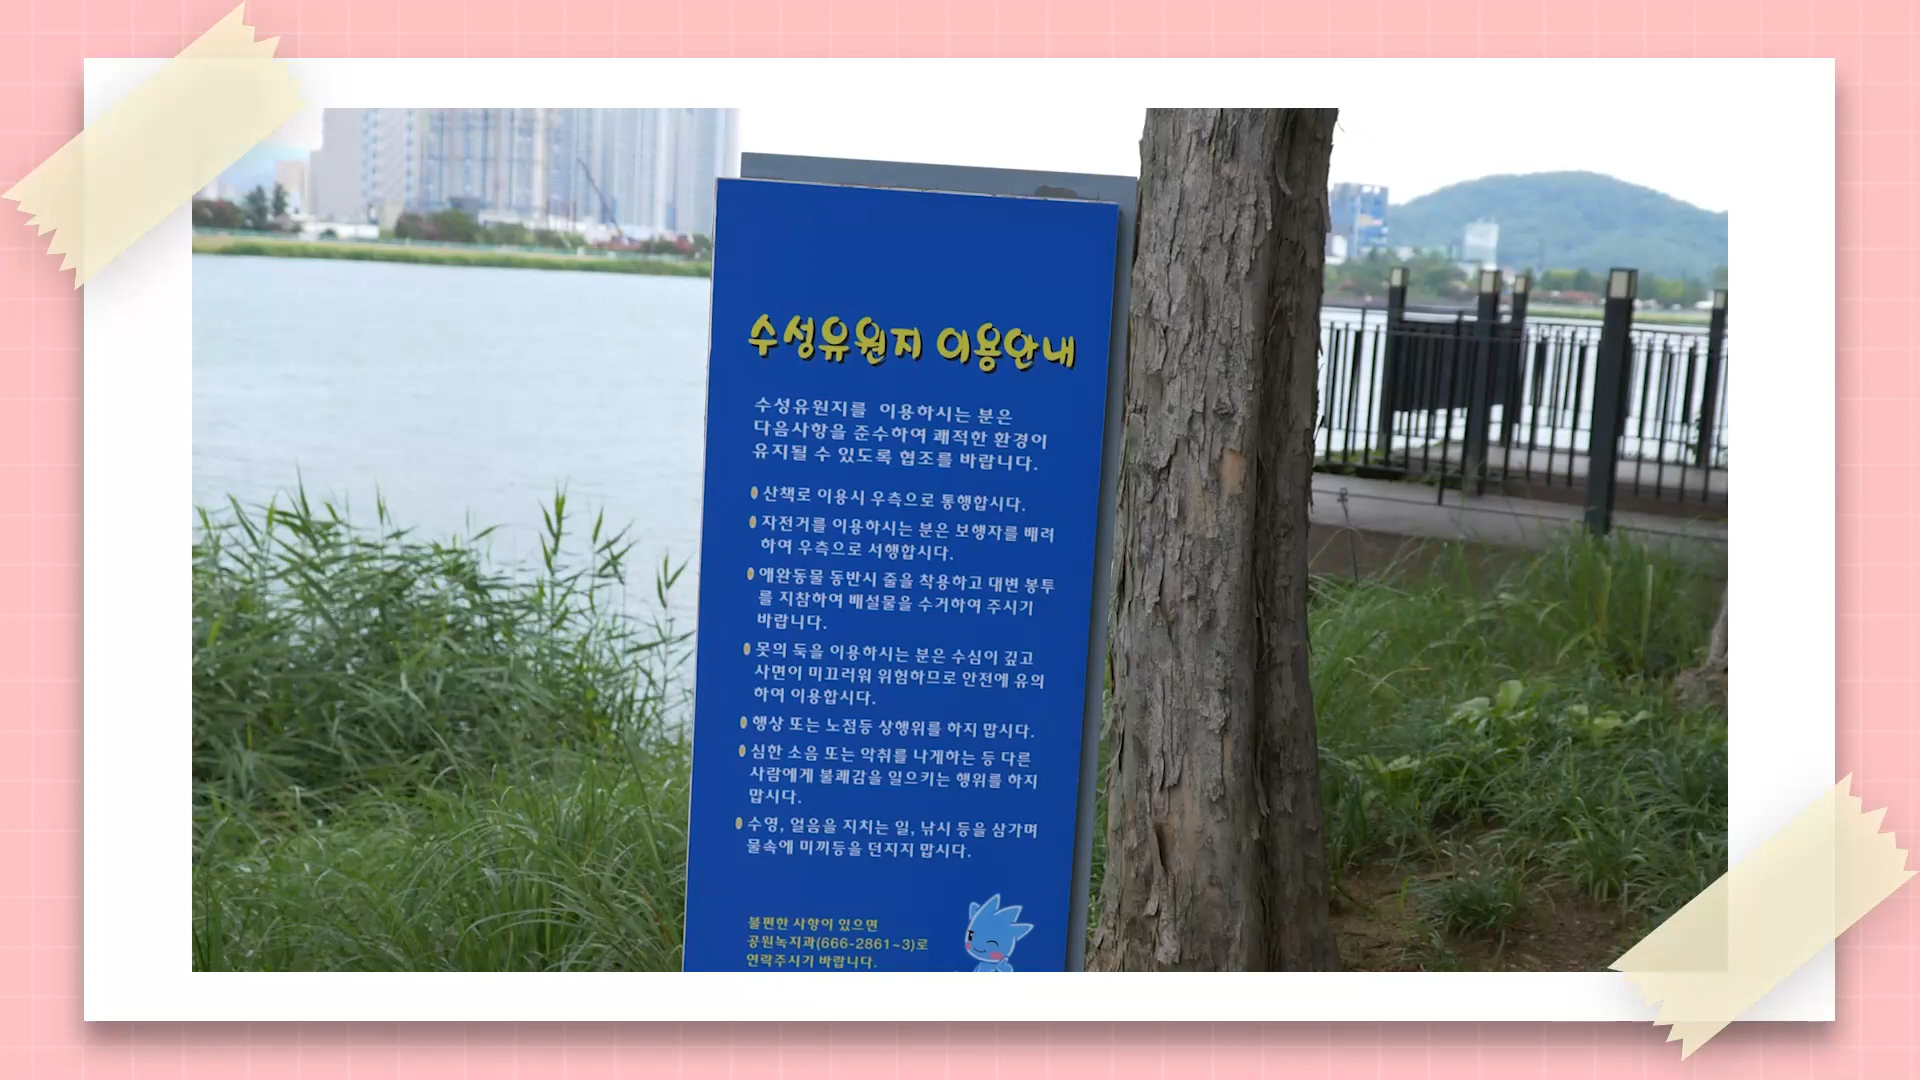 수성유원지 이용안내
수성유원지를 이용하시는 분은
다음사항을 준수하여 쾌적한 환경이
유지될 수 있도록 협조를 바랍니다.
산책로 이용시 우측으로 통행합시다.
자전거를 이용하시는 분은 보행자를 배려
하여 우측으로 서행합시다.
애완동물 동반시 줄을 착용하고 대변 봉투
를 지참하여 배설물을 수거하여 주시기
바랍니다.
못의 둑을 이용하시는 분은 수심이 깊고
사면이 미끄러워 위험하므로 안전에 유의
하여 이용합시다.
행상 또는 노점등 상행위를 하지 맙시다.
심한 소음 또는 악취를 나게하는 등 다른
사람에게 불쾌감을 일으키는 행위를 하지
맙시다.
수영, 얼음을 지치는 일, 낚시 등을 삼가며
물속에 미끼등을 던지지 맙시다.
불편한 사항이 있으면
공원녹지과(666-2861~3)로
연락주시기 바랍니다.